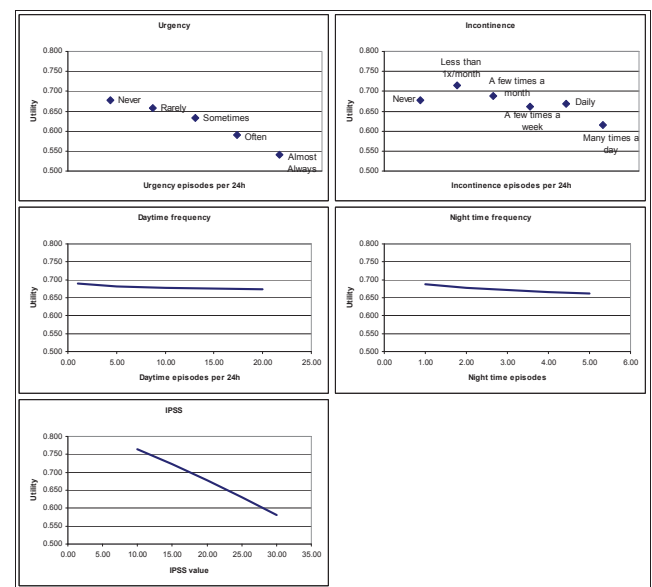 Urgency
0.800
0.750
0.700
0.650
0.600
0.550
0.500
Utility
Never
Rarely
Sometimes
Often
Almost
Always
Urgency episodes per 24h
Incontinence
0.800
0.750
0.700
0.650
0.600
0.550
0.500
Utility
Never
Less than
1x/month
A few times a
month
A few times a
week
Daily
Many times a
day
Incontinence episodes per 24h
Daytime frequency
0.800
0.750
0.700
0.650
0.600
0.550
0.500
Utility
0.00 5.00 10.00 15.00 20.00 25.00
Daytime episodes per 24h
Night time frequency
0.800
0.750
0.700
0.650
0.600
0.550
0.500
Utility
0.00 1.00 2.00 3.00 4.00 5.00 6.00
Night time episodes
IPSS
0.800
0.750
0.700
0.650
0.600
0.550
0.500
Utility
0.00 5.00 10.00 15.00 20.00 25.00 30.00 35.00
IPSS value